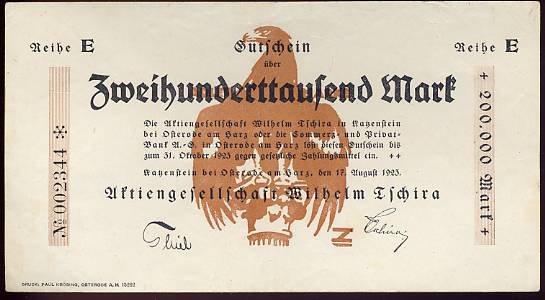 Reihe E
Gutschein
Reihe E
über
Zweihunderttausend Mark
Die Aktiengesellschaft Wilhelm Tschira in Katzenstein
bei Osterode am Harz oder die Commerz- und Privat-
Bank A.-G. Osterode am Harz löst diesen Gutschein bis
zum 31. Oktober 1923 gegen gesetzliche Zahlungsmittel ein. ++
Katzenstein bei Osterode am Harz, den 17. August 1923.
Aktiengesellschaft Wilhelm Tschira
Tschira
№ 002344 ✻
+ 200.000 Mark +
DRUCK: PAUL KRÖSING, OSTERODE A. H. 13292